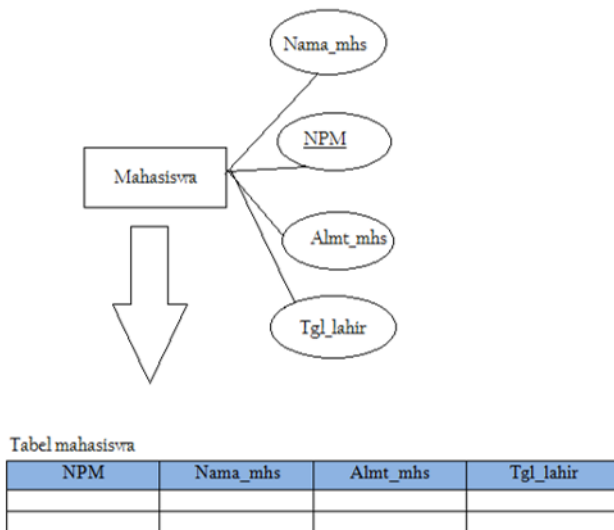 Nama_mhs
NPM
Mahasiswa
Almt_mhs
Tgl_lahir
Tabel mahasiswa
NPM Nama_mhs Almt_mhs Tgl_lahir